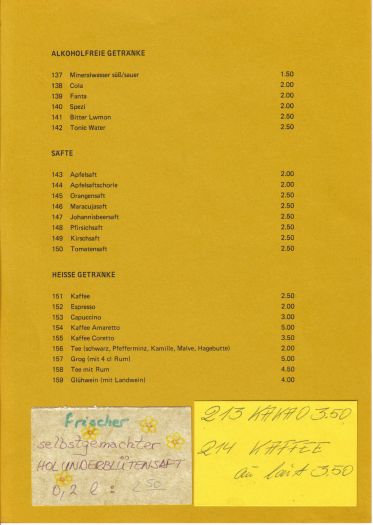 ALKOHOLFREIE GETRÄNKE
137 Mineralwasser süß/sauer 1.50
138 Cola 2.00
139 Fanta 2.00
140 Spezi 2.00
141 Bitter Lwmon 2.50
142 Tonic Water 2.50
SÄFTE
143 Apfelsaft 2.00
144 Apfelsaftschorle 2.00
145 Orangensaft 2.50
146 Maracujasaft 2.50
147 Johannisbeersaft 2.50
148 Pfirsichsaft 2.50
149 Kirschsaft 2.50
150 Tomatensaft 2.50
HEISSE GETRÄNKE
151 Kaffee 2.50
152 Espresso 2.00
153 Capuccino 3.00
154 Kaffee Amaretto 5.00
155 Kaffee Coretto 3.50
156 Tee (schwarz, Pfefferminz, Kamille, Malve, Hagebutte) 2.00
157 Grog (mit 4 cl Rum) 5.00
158 Tee mit Rum 4.50
159 Glühwein (mit Landwein) 4.00
frischer
selbstgemachter
HOLUNDERBLÜTENSAFT
0,2 l : 2.50
213 KAKAO 3.50
214 KAFFEE
au lait 3.50